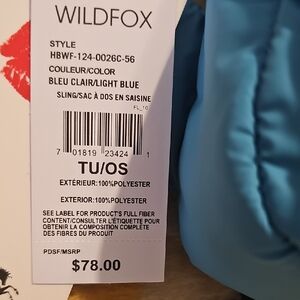 WILDFOX
STYLE
HBWF-124-0026C-56
COULEUR/COLOR
BLEU CLAIR/LIGHT BLUE
SLING/SAC À DOS EN SAISINE
7 01819 23424 1
TU/OS
EXTÉRIEUR:100%POLYESTER
EXTERIOR:100%POLYESTER
SEE LABEL FOR PRODUCT'S FULL FIBER
CONTENT/CONSULTER L'ÉTIQUETTE POUR
OBTENIR LA COMPOSITION COMPLÈTE
DES FIBRES DU PRODUIT
PDSF/MSRP
$78.00